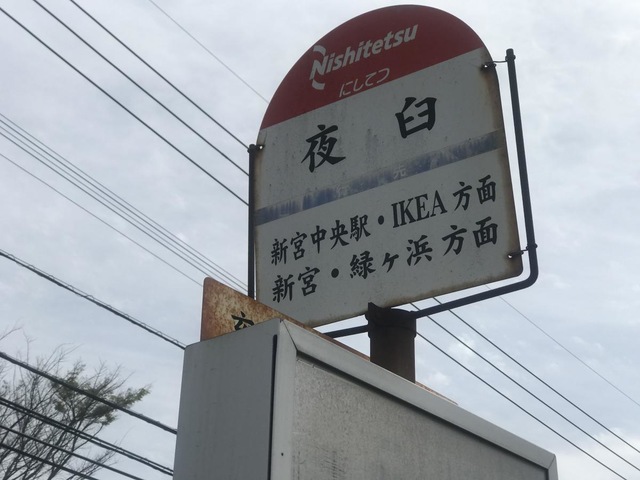 Nishitetsu
にしてつ
夜臼
新宮中央駅・IKEA方面
新宮・緑ヶ浜方面